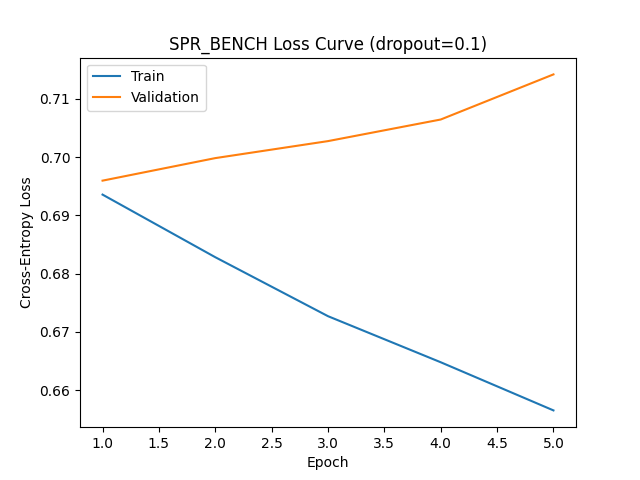 SPR_BENCH Loss Curve (dropout=0.1)
Train
Validation
0.71
0.70
0.69
0.68
0.67
0.66
Cross-Entropy Loss
1.0 1.5 2.0 2.5 3.0 3.5 4.0 4.5 5.0
Epoch